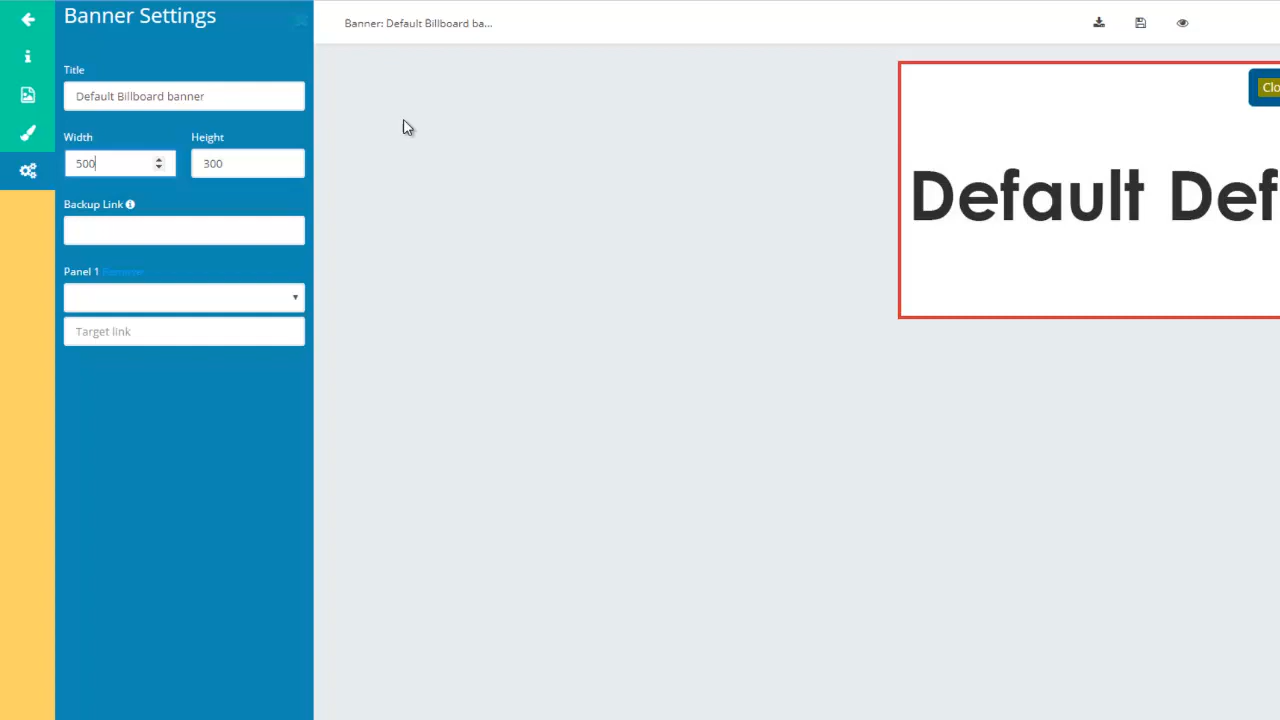 Banner Settings
Banner: Default Billboard ba...
Title
Default Billboard banner
Width
Height
500
300
Backup Link
Panel 1
Target link
Clo
Default Def